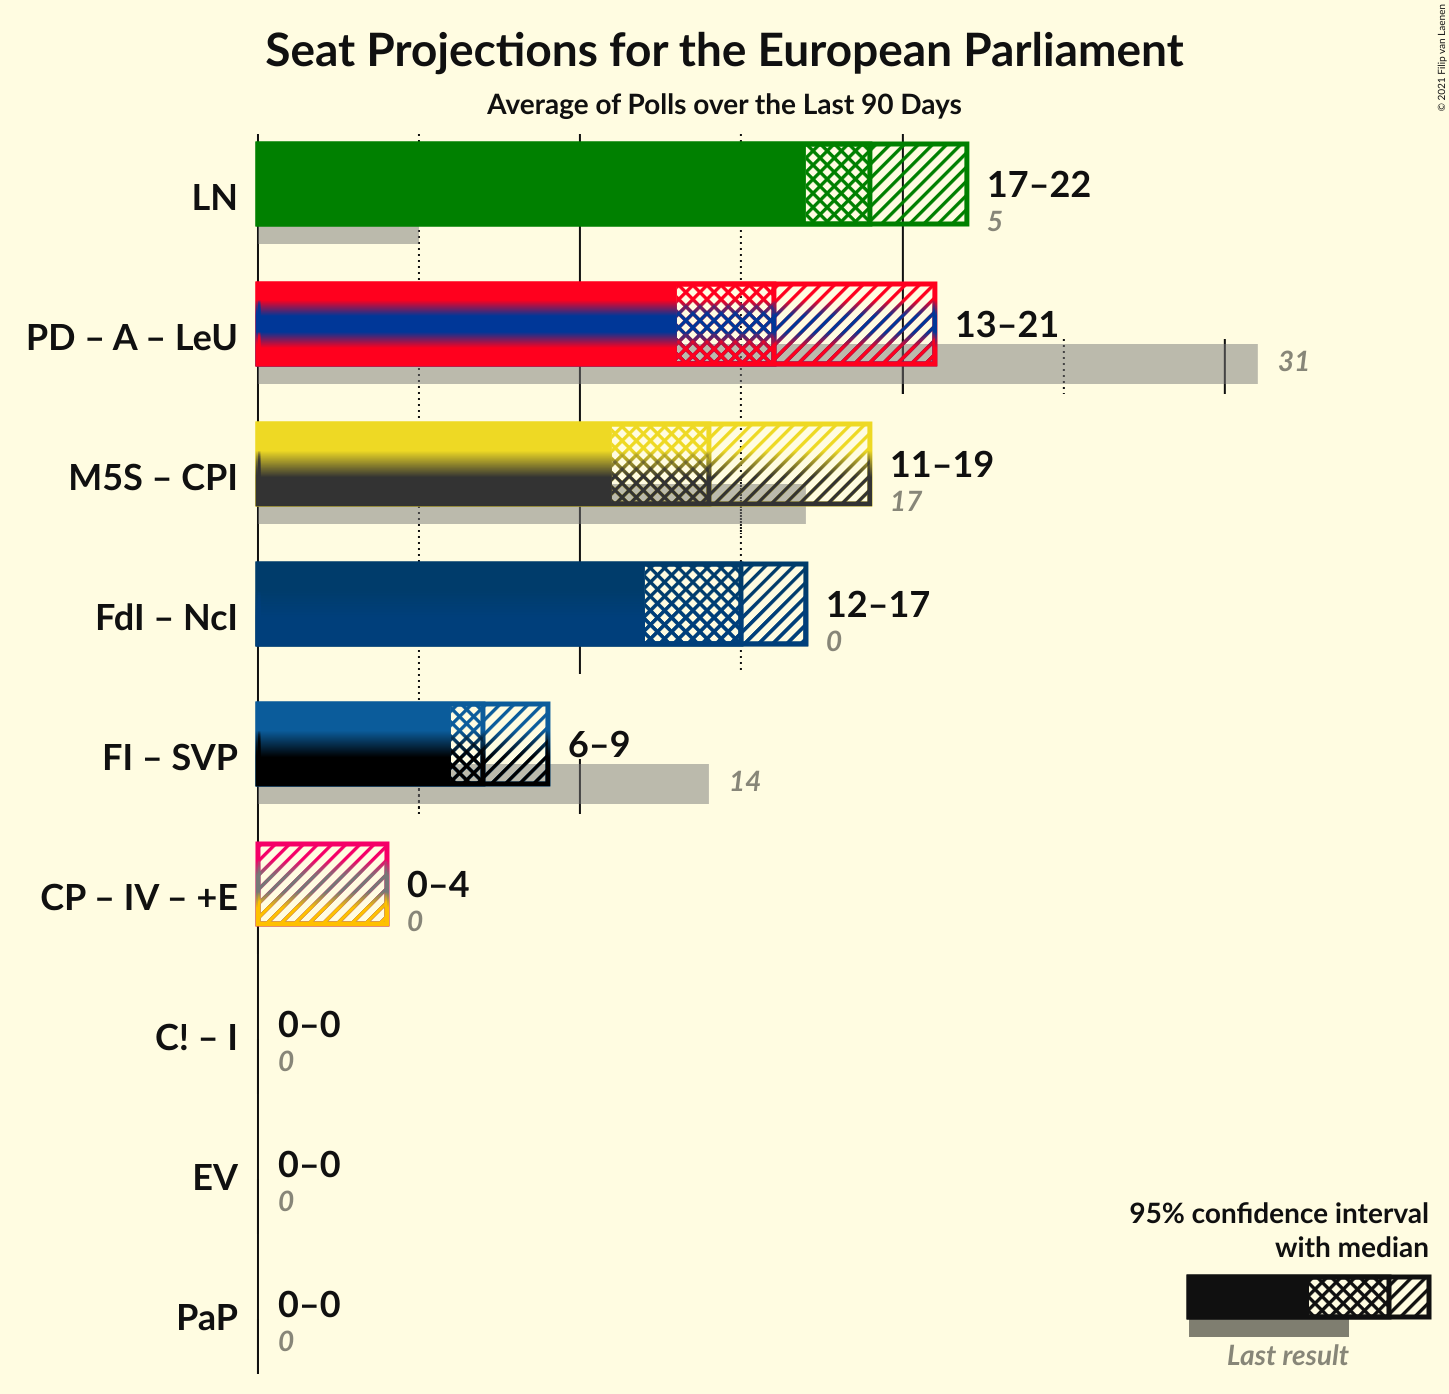 Seat Projections for the European Parliament
Average of Polls over the Last 90 Days
© 2021 Filip van Laenen
LN
17–22
5
PD – A – LeU
13–21
31
M5S – CPI
11–19
17
FdI – NcI
12–17
0
FI – SVP
6–9
14
CP – IV – +E
0–4
0
C! – I
0–0
0
EV
0–0
0
PaP
0–0
0
95% confidence interval
with median
Last result